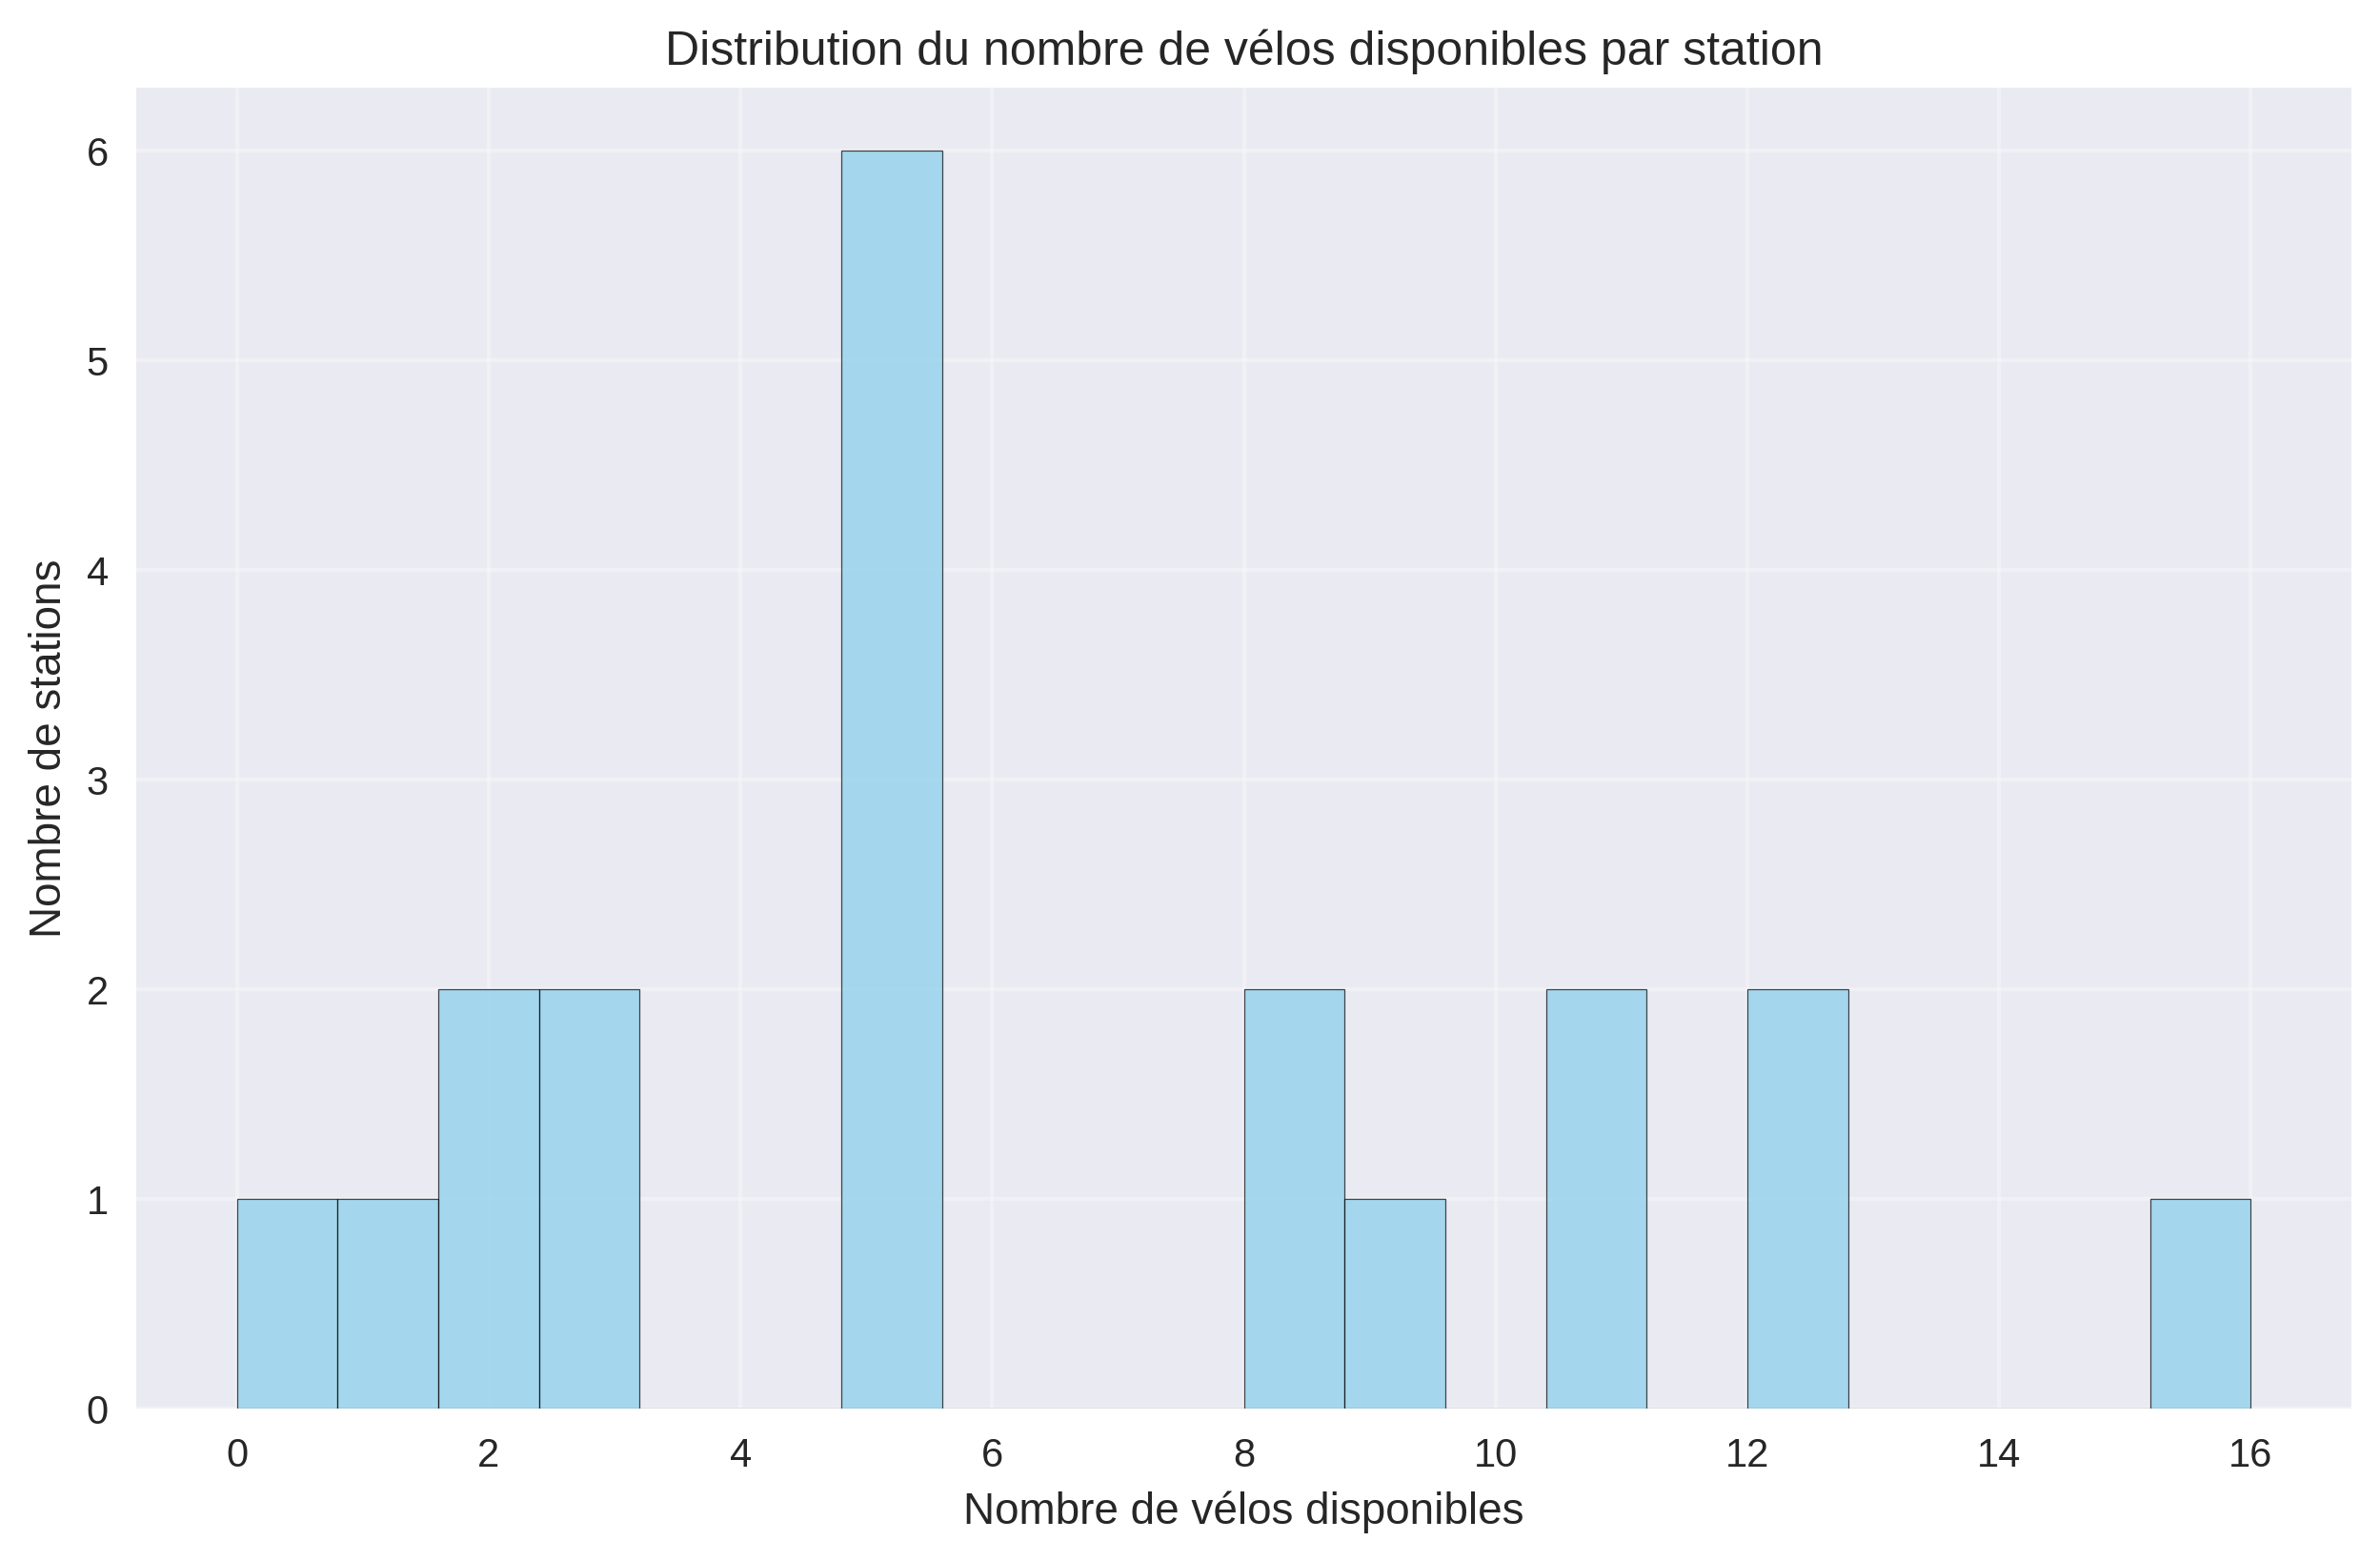 Distribution du nombre de vélos disponibles par station
Nombre de stations
6
5
4
3
2
1
0
0 2 4 6 8 10 12 14 16
Nombre de vélos disponibles